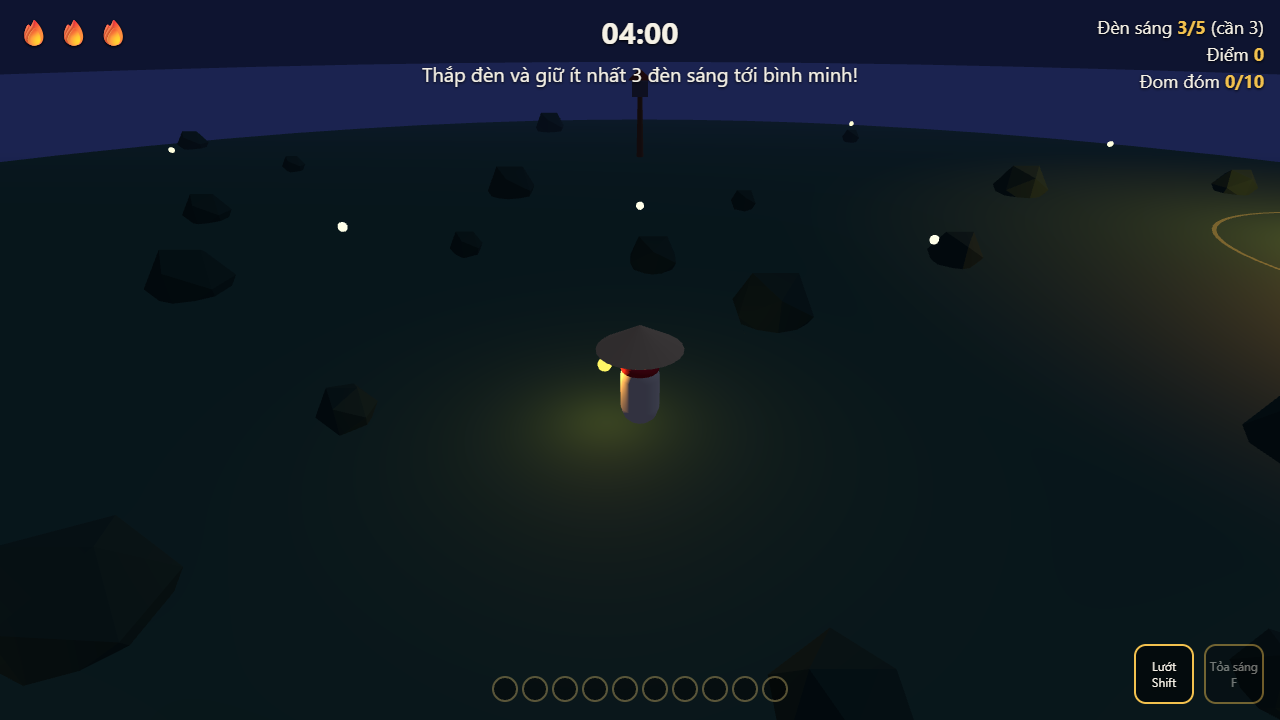 04:00
Thắp đèn và giữ ít nhất 3 đèn sáng tới bình minh!
Đèn sáng 3/5 (cần 3)
Điểm 0
Đom đóm 0/10
Lướt
Shift
Tỏa sáng
F